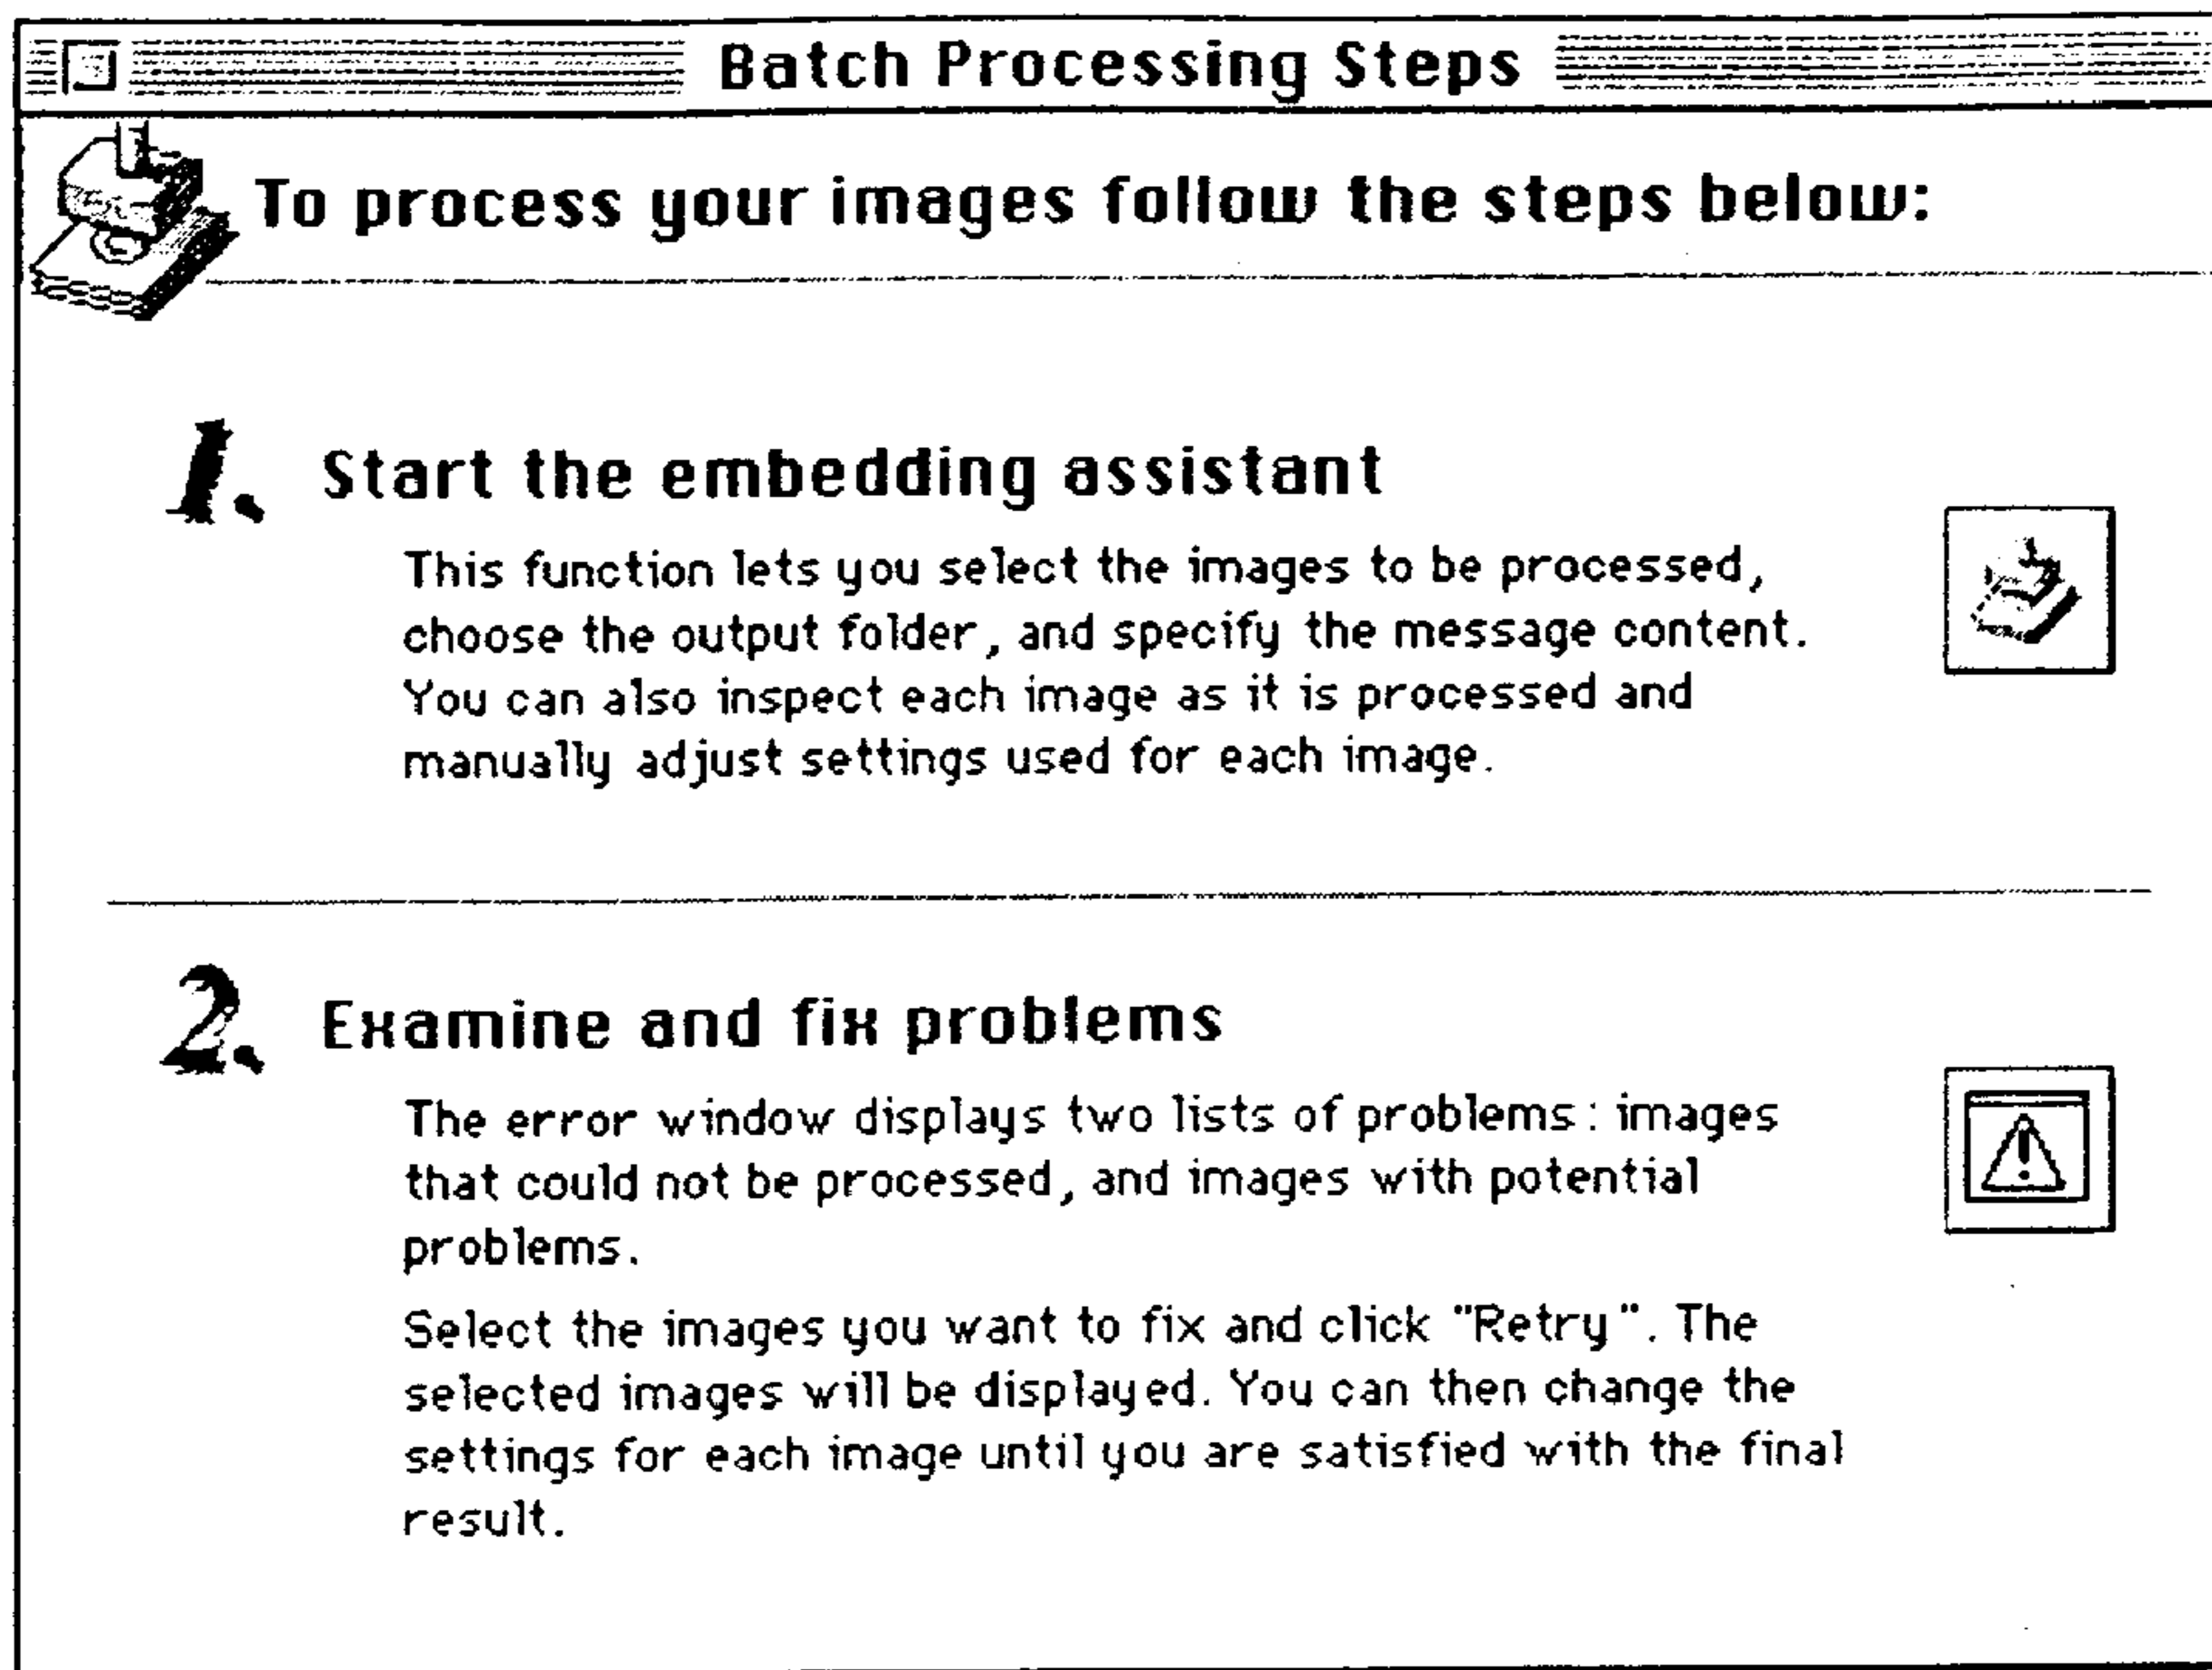 Batch Processing Steps
To process your images follow the steps below:
1. Start the embedding assistant
This function lets you select the images to be processed,
choose the output folder, and specify the message content.
You can also inspect each image as it is processed and
manually adjust settings used for each image.
2. Examine and fix problems
The error window displays two lists of problems: images
that could not be processed, and images with potential
problems.
Select the images you want to fix and click "Retry". The
selected images will be displayed. You can then change the
settings for each image until you are satisfied with the final
result.